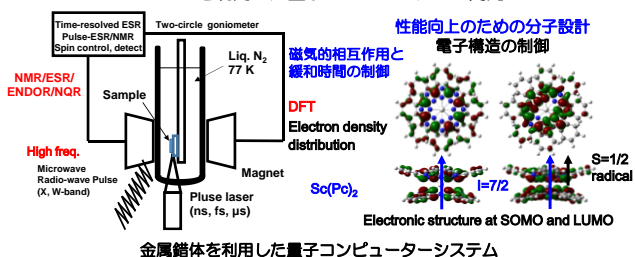 Time-resolved ESR
Pulse-ESR/NMR
Spin control, detect
Two-circle goniometer
Liq. N2
77 K
磁気的相互作用と
緩和時間の制御
性能向上のための分子設計
電子構造の制御
NMR/ESR/
ENDOR/NQR
Sample
DFT
Electron density
distribution
High freq.
Microwave
Radio-wave Pulse
(X, W-band)
Magnet
Pluse laser
(ns, fs, μs)
Sc(Pc)2
I=7/2
S=1/2
radical
Electronic structure at SOMO and LUMO
金属錯体を利用した量子コンピューターシステム